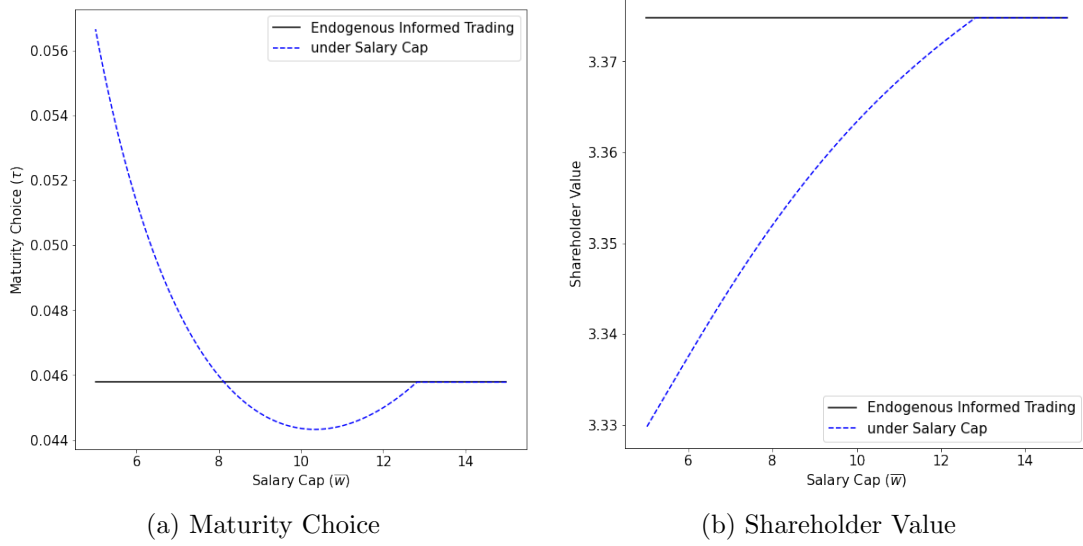 Endogenous Informed Trading
under Salary Cap
0.056
0.054
0.052
0.050
0.048
0.046
0.044
Maturity Choice (τ)
6 8 10 12 14
Salary Cap (w̅)
(a) Maturity Choice
3.37
3.36
3.35
3.34
3.33
Shareholder Value
Endogenous Informed Trading
under Salary Cap
6 8 10 12 14
Salary Cap (w̅)
(b) Shareholder Value